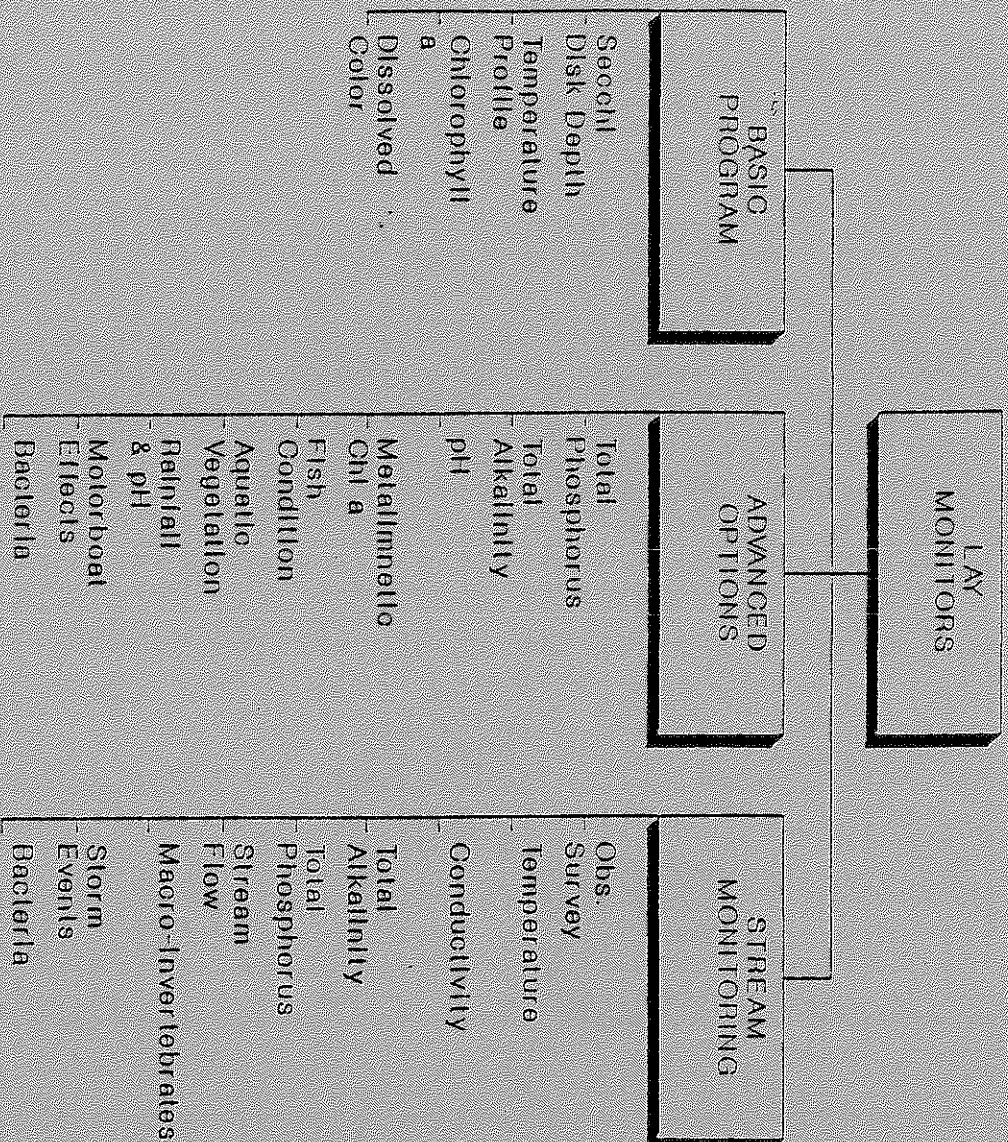 LAY
MONITORS
BASIC
PROGRAM
Secchi
Disk Depth
Temperature
Profile
Chlorophyll
a
Dissolved
Color
ADVANCED
OPTIONS
Total
Phosphorus
Total
Alkalinity
pH
Metalimnetic
Chl a
Fish
Condition
Aquatic
Vegetation
Rainfall
& pH
Motorboat
Effects
Bacteria
STREAM
MONITORING
Obs.
Survey
Temperature
Conductivity
Total
Alkalinity
Total
Phosphorus
Stream
Flow
Macro-Invertebrates
Storm
Events
Bacteria